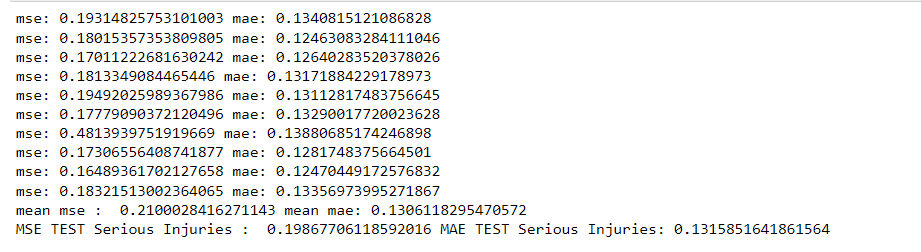 mse: 0.19314825753101003 mae: 0.1340815121086828
mse: 0.18015357353809805 mae: 0.12463083284111046
mse: 0.17011222681630242 mae: 0.12640283520378026
mse: 0.1813349084465446 mae: 0.13171884229178973
mse: 0.19492025989367986 mae: 0.13112817483756645
mse: 0.17779090372120496 mae: 0.13290017720023628
mse: 0.4813939751919669 mae: 0.13880685174246898
mse: 0.17306556408741877 mae: 0.1281748375664501
mse: 0.16489361702127658 mae: 0.12470449172576832
mse: 0.18321513002364065 mae: 0.13356973995271867
mean mse :  0.2100028416271143 mean mae: 0.1306118295470572
MSE TEST Serious Injuries :  0.19867706118592016 MAE TEST Serious Injuries: 0.1315851641861564